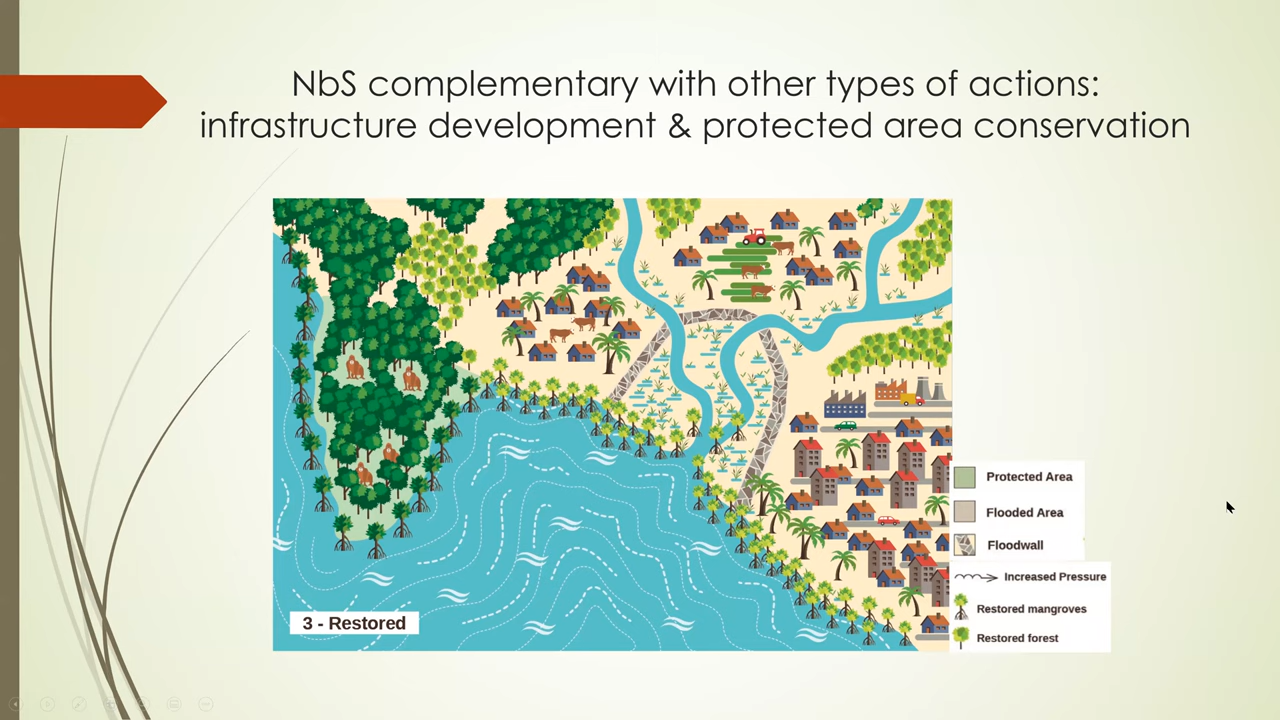 NbS complementary with other types of actions:
infrastructure development & protected area conservation
Protected Area
Flooded Area
Floodwall
Increased Pressure
Restored mangroves
Restored forest
3 - Restored